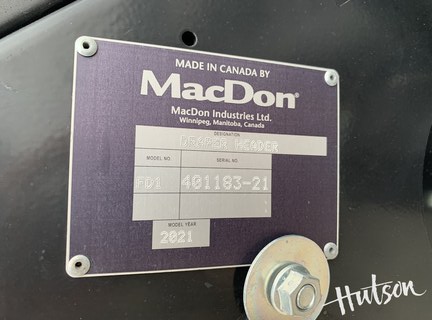 MADE IN CANADA BY
MacDon
MacDon Industries Ltd.
Winnipeg, Manitoba, Canada
DESIGNATION
DRAPER HEADER
MODEL NO. SERIAL NO.
FD1 401183-21
MODEL YEAR
2021
Hutson